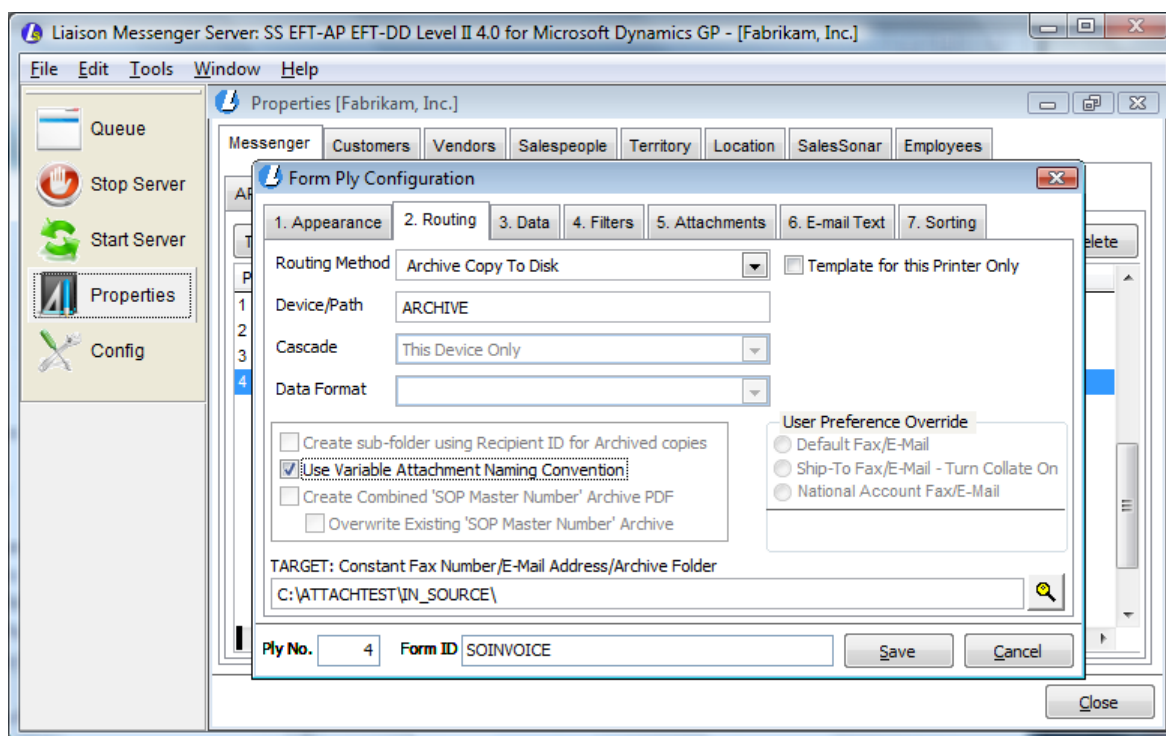 Liaison Messenger Server: SS EFT-AP EFT-DD Level II 4.0 for Microsoft Dynamics GP - [Fabrikam, Inc.]
File Edit Tools Window Help
Queue
Stop Server
Start Server
Properties
Config
Properties [Fabrikam, Inc.]
Messenger Customers Vendors Salespeople Territory Location SalesSonar Employees
Form Ply Configuration
1. Appearance 2. Routing 3. Data 4. Filters 5. Attachments 6. E-mail Text 7. Sorting
Routing Method Archive Copy To Disk Template for this Printer Only
Device/Path ARCHIVE
Cascade This Device Only
Data Format
Create sub-folder using Recipient ID for Archived copies
Use Variable Attachment Naming Convention
Create Combined 'SOP Master Number' Archive PDF
Overwrite Existing 'SOP Master Number' Archive
User Preference Override
Default Fax/E-Mail
Ship-To Fax/E-Mail - Turn Collate On
National Account Fax/E-Mail
TARGET: Constant Fax Number/E-Mail Address/Archive Folder
C:\ATTACHTEST\IN_SOURCE\
Ply No. 4 Form ID SOINVOICE Save Cancel
1
2
3
4
Close